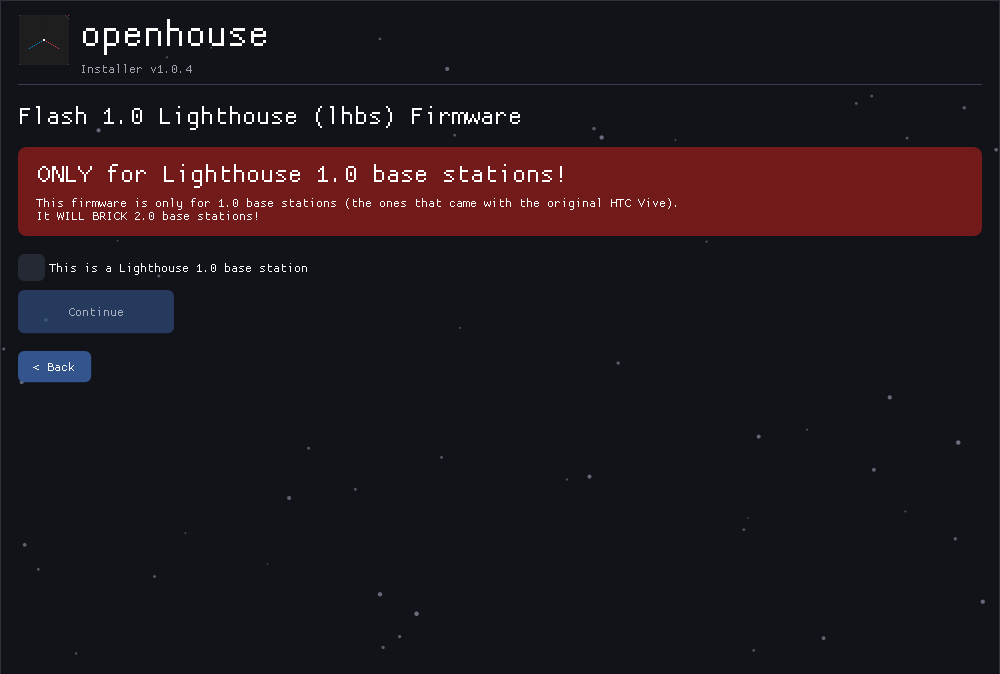 openhouse
Installer v1.0.4
Flash 1.0 Lighthouse (lhbs) Firmware
ONLY for Lighthouse 1.0 base stations!
This firmware is only for 1.0 base stations (the ones that came with the original HTC Vive).
It WILL BRICK 2.0 base stations!
This is a Lighthouse 1.0 base station
Continue
< Back